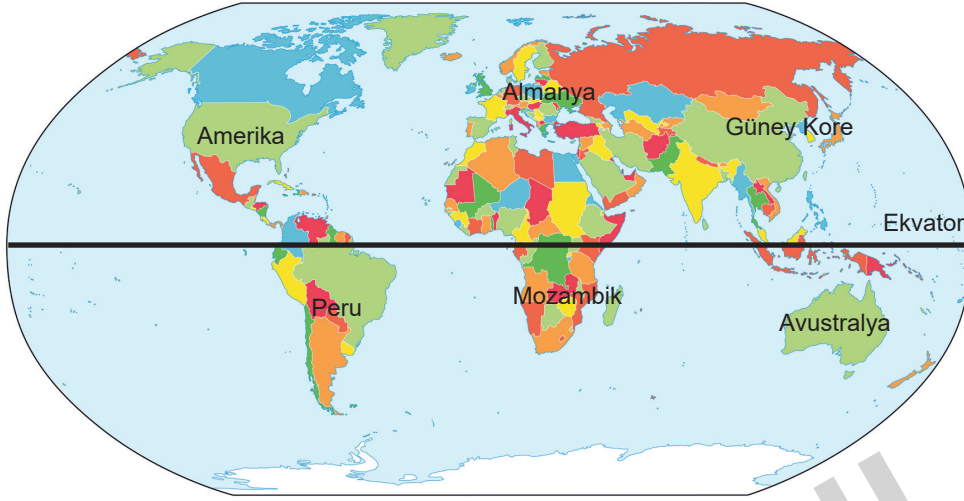 Almanya
Amerika
Güney Kore
Ekvator
Peru
Mozambik
Avustralya